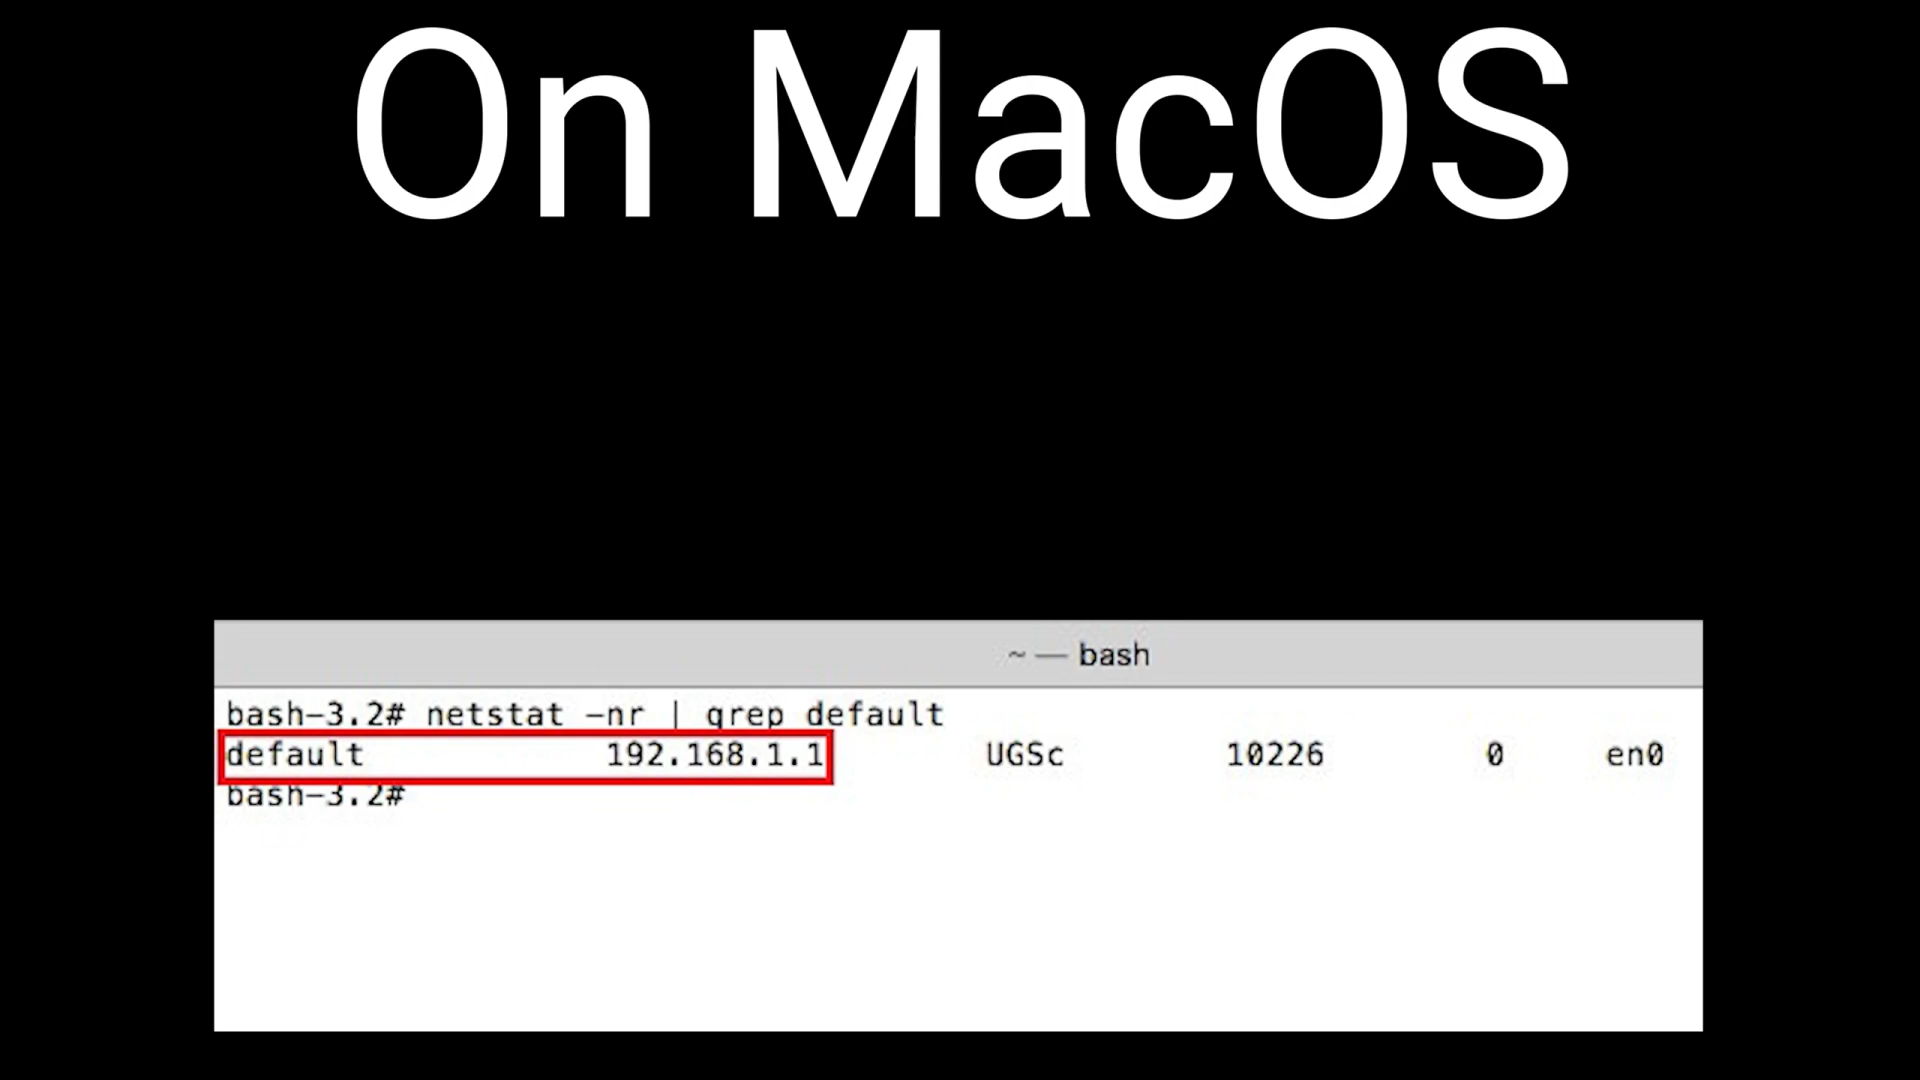 On MacOS
~ — bash
bash-3.2# netstat -nr | grep default
default 192.168.1.1 UGSc 10226 0 en0
bash-3.2#